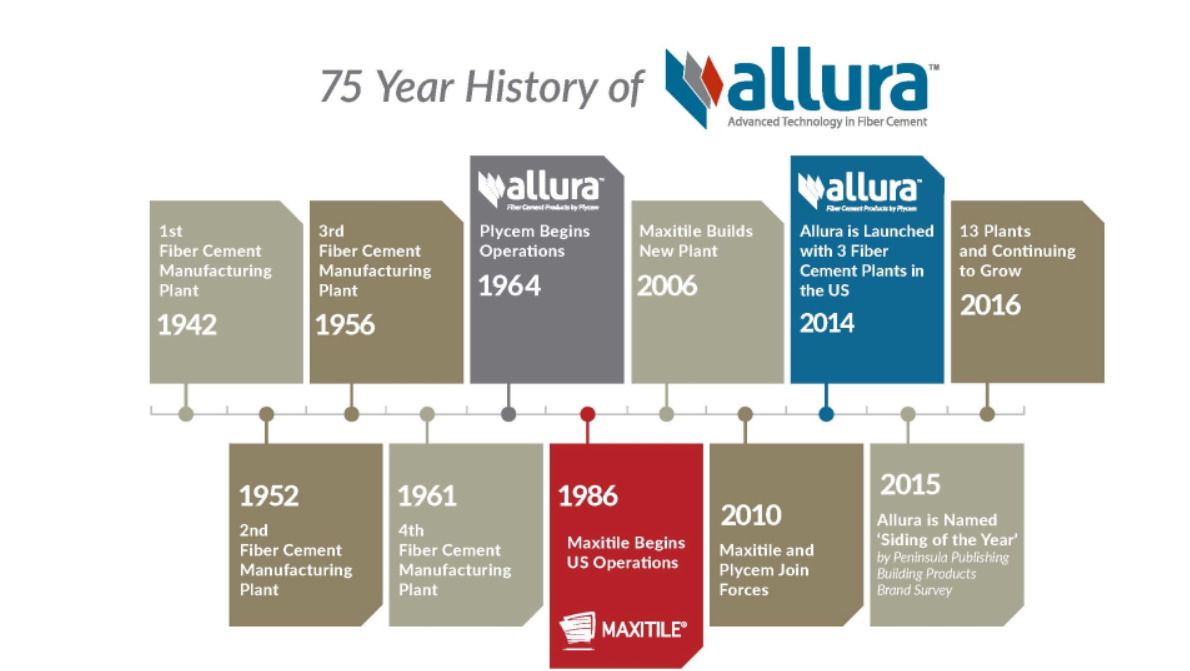 75 Year History of allura™
Advanced Technology in Fiber Cement
1st
Fiber Cement
Manufacturing
Plant
1942
3rd
Fiber Cement
Manufacturing
Plant
1956
allura™
Fiber Cement Products by Plycem
Plycem Begins
Operations
1964
Maxitile Builds
New Plant
2006
allura™
Fiber Cement Products by Plycem
Allura is Launched
with 3 Fiber
Cement Plants in
the US
2014
13 Plants
and Continuing
to Grow
2016
1952
2nd
Fiber Cement
Manufacturing
Plant
1961
4th
Fiber Cement
Manufacturing
Plant
1986
Maxitile Begins
US Operations
MAXITILE®
2010
Maxitile and
Plycem Join
Forces
2015
Allura is Named
‘Siding of the Year’
by Peninsula Publishing
Building Products
Brand Survey